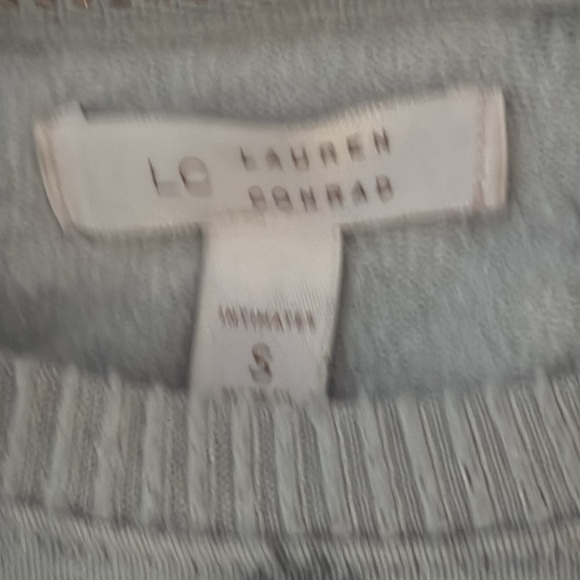 LC LAUREN
CONRAD
INTIMATES
S